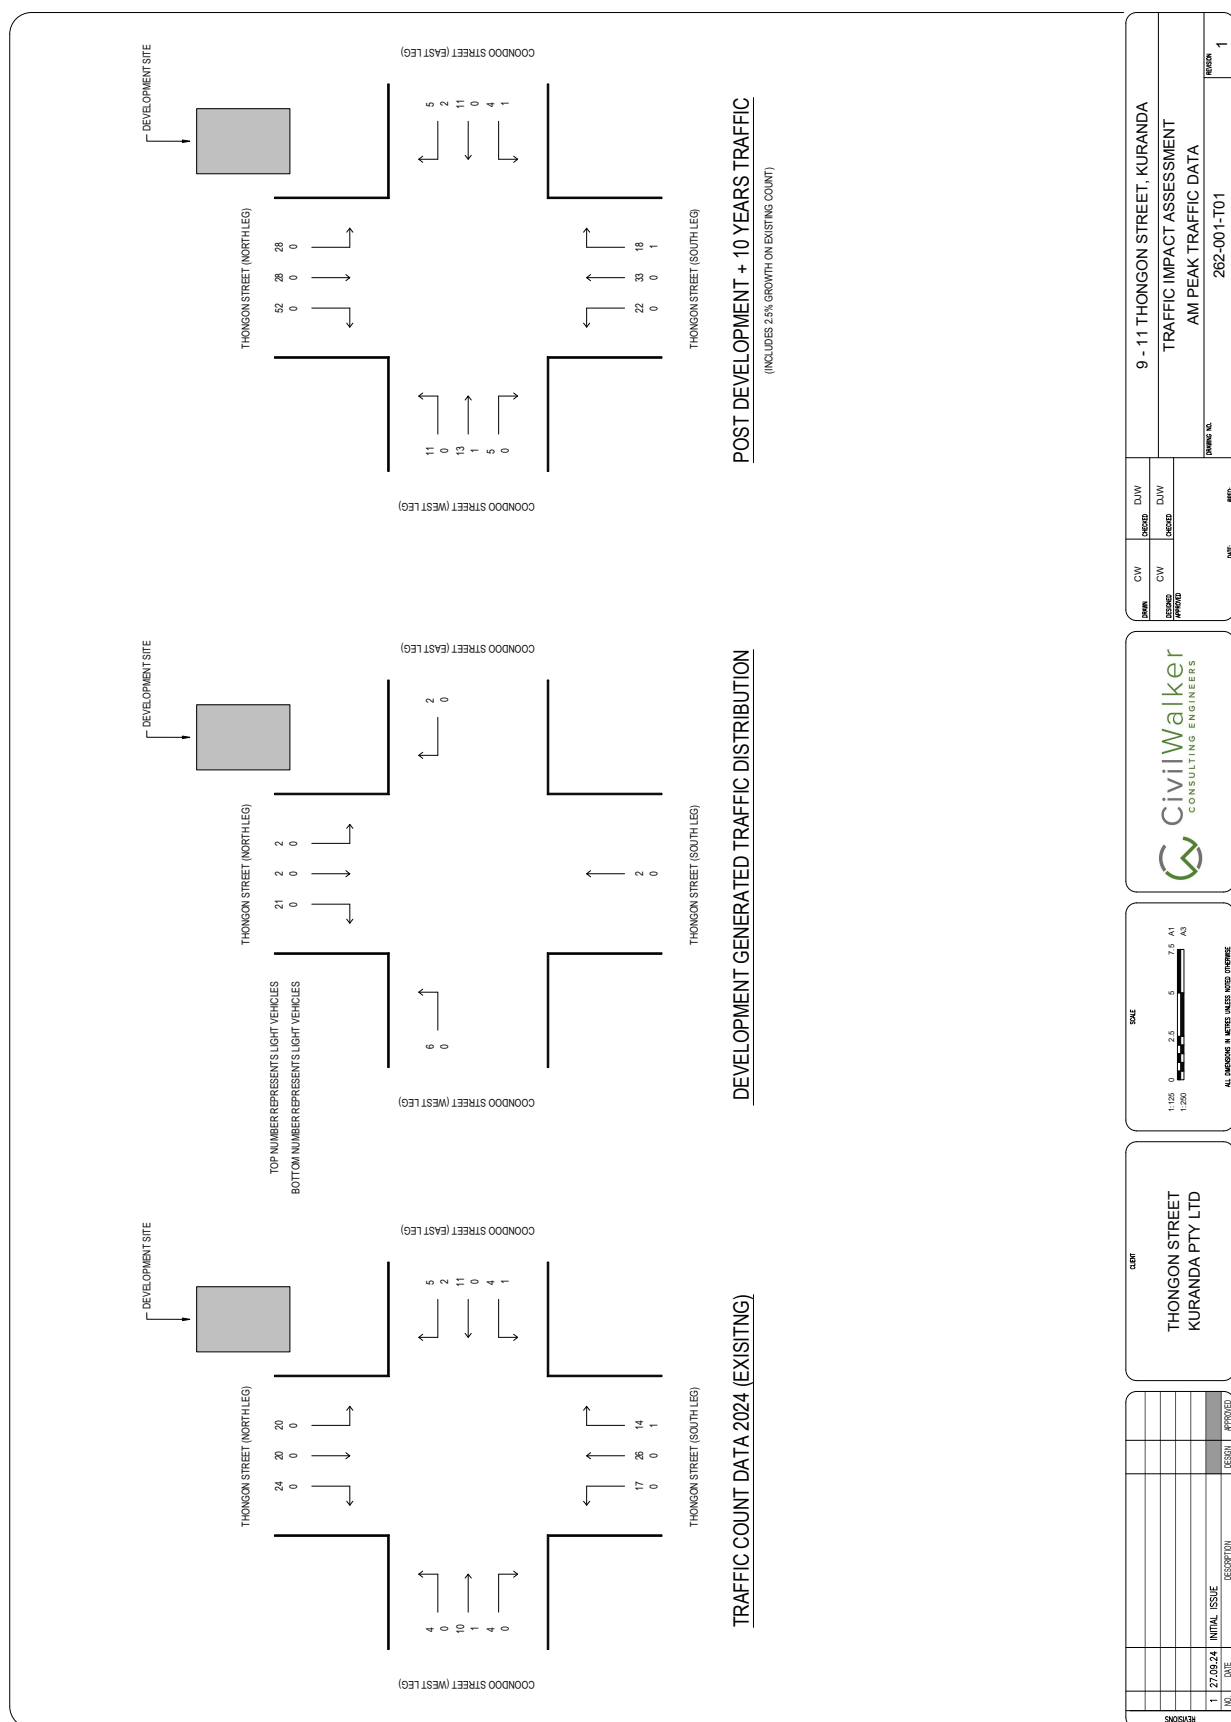 DEVELOPMENT SITE
THONGON STREET (NORTH LEG)
24 20 20
0 0 0
COONDOO STREET (WEST LEG)
4
0
10
1
4
0
COONDOO STREET (EAST LEG)
5
2
11
0
4
1
17 26 14
0 0 1
THONGON STREET (SOUTH LEG)
TRAFFIC COUNT DATA 2024 (EXISITNG)
TOP NUMBER REPRESENTS LIGHT VEHICLES
BOTTOM NUMBER REPRESENTS LIGHT VEHICLES
DEVELOPMENT SITE
THONGON STREET (NORTH LEG)
21 2 2
0 0 0
COONDOO STREET (WEST LEG)
6
0
COONDOO STREET (EAST LEG)
2
0
2
0
THONGON STREET (SOUTH LEG)
DEVELOPMENT GENERATED TRAFFIC DISTRIBUTION
DEVELOPMENT SITE
THONGON STREET (NORTH LEG)
52 28 28
0 0 0
COONDOO STREET (WEST LEG)
11
0
13
1
5
0
COONDOO STREET (EAST LEG)
5
2
11
0
4
1
22 33 18
0 0 1
THONGON STREET (SOUTH LEG)
POST DEVELOPMENT + 10 YEARS TRAFFIC
(INCLUDES 2.5% GROWTH ON EXISTING COUNT)
REVISIONS
1 27.09.24 INITIAL ISSUE
NO. DATE DESCRIPTION DESIGN APPROVED
CLIENT
THONGON STREET
KURANDA PTY LTD
SCALE
1:125 0 2.5 5 7.5 A1
1:250 A3
ALL DIMENSIONS IN METRES UNLESS NOTED OTHERWISE
CivilWalker
CONSULTING ENGINEERS
DRAWN CW CHECKED DJW
DESIGNED CW CHECKED DJW
APPROVED
DATE:
RPEQ:
9 - 11 THONGON STREET, KURANDA
TRAFFIC IMPACT ASSESSMENT
AM PEAK TRAFFIC DATA
DRAWING NO. 262-001-T01
REVISION 1